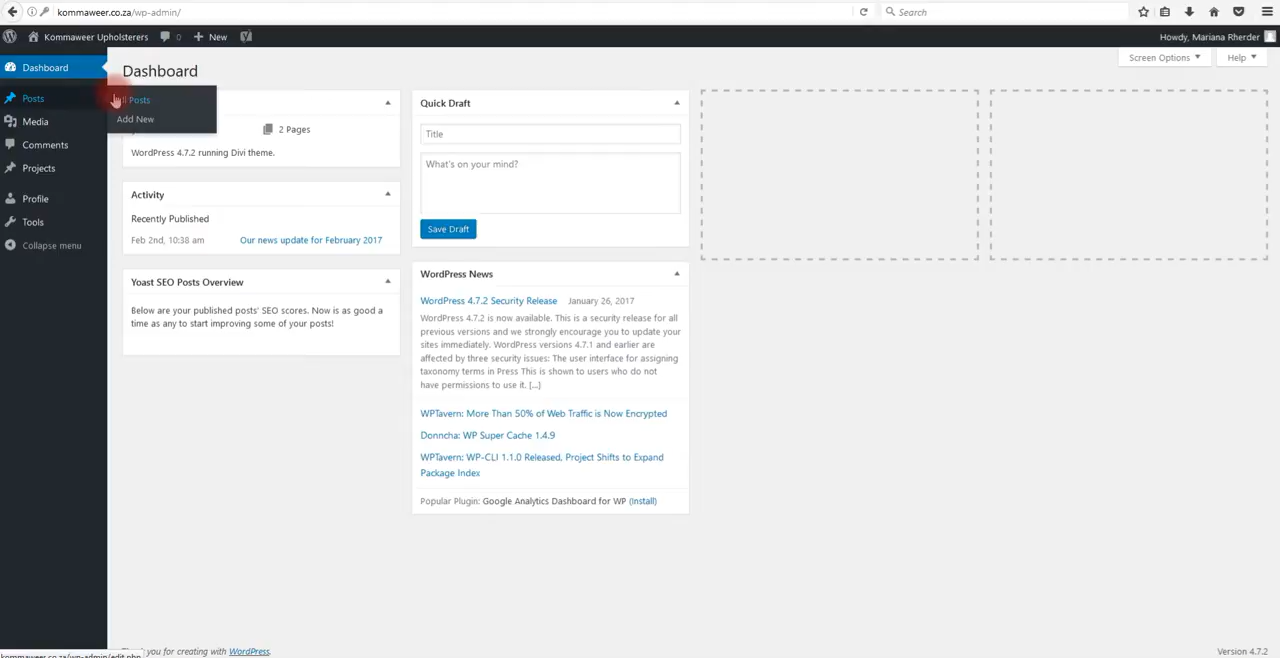 kommaweer.co.za/wp-admin/
Search
Kommaweer Upholsterers
0
New
Howdy, Mariana Rherder
Dashboard
Posts
Media
Comments
Projects
Profile
Tools
Collapse menu
Posts
Add New
Dashboard
Screen Options
Help
2 Pages
WordPress 4.7.2 running Divi theme.
Activity
Recently Published
Feb 2nd, 10:38 am
Our news update for February 2017
Yoast SEO Posts Overview
Below are your published posts' SEO scores. Now is as good a
time as any to start improving some of your posts!
Quick Draft
Title
What's on your mind?
Save Draft
WordPress News
WordPress 4.7.2 Security Release January 26, 2017
WordPress 4.7.2 is now available. This is a security release for all
previous versions and we strongly encourage you to update your
sites immediately. WordPress versions 4.7.1 and earlier are
affected by three security issues: The user interface for assigning
taxonomy terms in Press This is shown to users who do not
have permissions to use it. [...]
WPTavern: More Than 50% of Web Traffic is Now Encrypted
Donncha: WP Super Cache 1.4.9
WPTavern: WP-CLI 1.1.0 Released, Project Shifts to Expand
Package Index
Popular Plugin: Google Analytics Dashboard for WP (Install)
you for creating with WordPress.
kommaweer.co.za/wp-admin/edit.php
Version 4.7.2